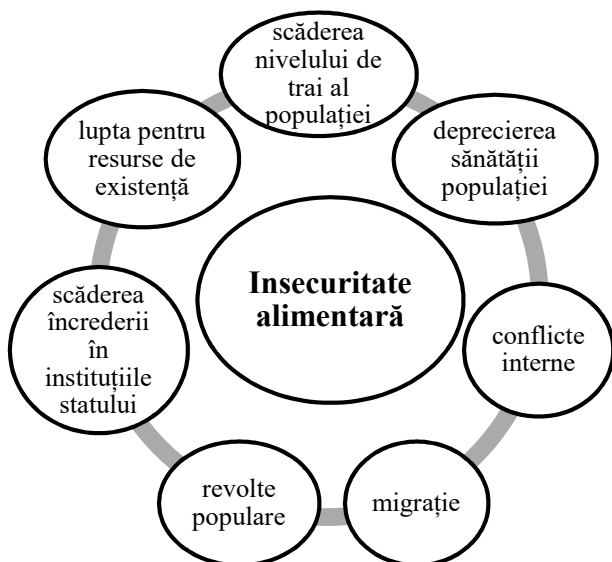 scăderea
nivelului de
trai al
populației
deprecierea
sănătății
populației
conflicte
interne
migrație
revolte
populare
scăderea
încrederii
în
instituțiile
statului
lupta pentru
resurse de
existență
Insecuritate
alimentară